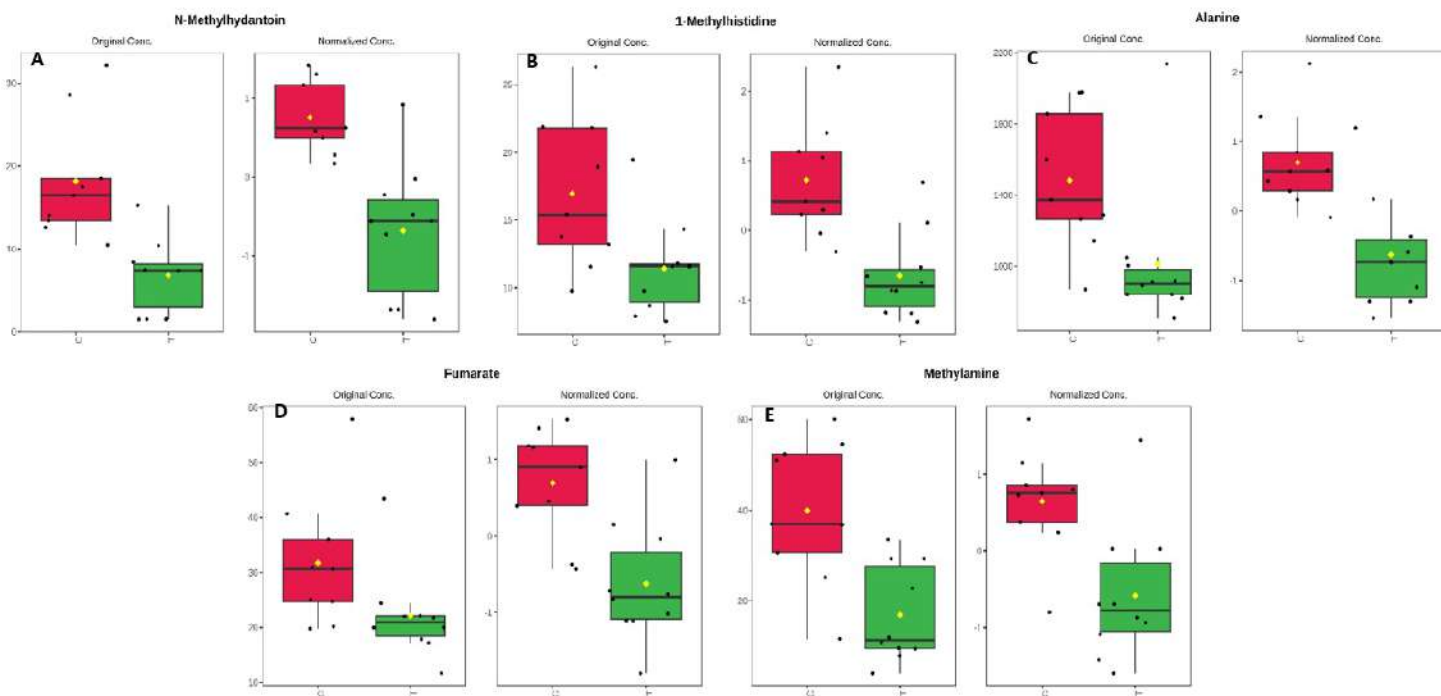 N-Methylhydantoin
Original Conc.
Normalized Conc.
A
30
20
10
0
C
T
1
0
-1
C
T
1-Methylhistidine
Original Conc.
Normalized Conc.
B
25
20
15
10
C
T
2
1
0
-1
C
T
Alanine
Original Conc.
Normalized Conc.
C
2200
1800
1400
1000
C
T
2
1
0
-1
C
T
Fumarate
Original Conc.
Normalized Conc.
D
60
50
40
30
20
10
C
T
1
0
-1
C
T
Methylamine
Original Conc.
Normalized Conc.
E
60
40
20
C
T
1
0
-1
C
T